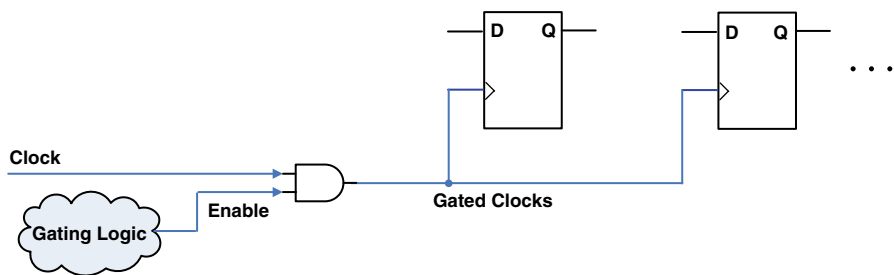 D Q
D Q
. . .
Clock
Enable
Gating Logic
Gated Clocks